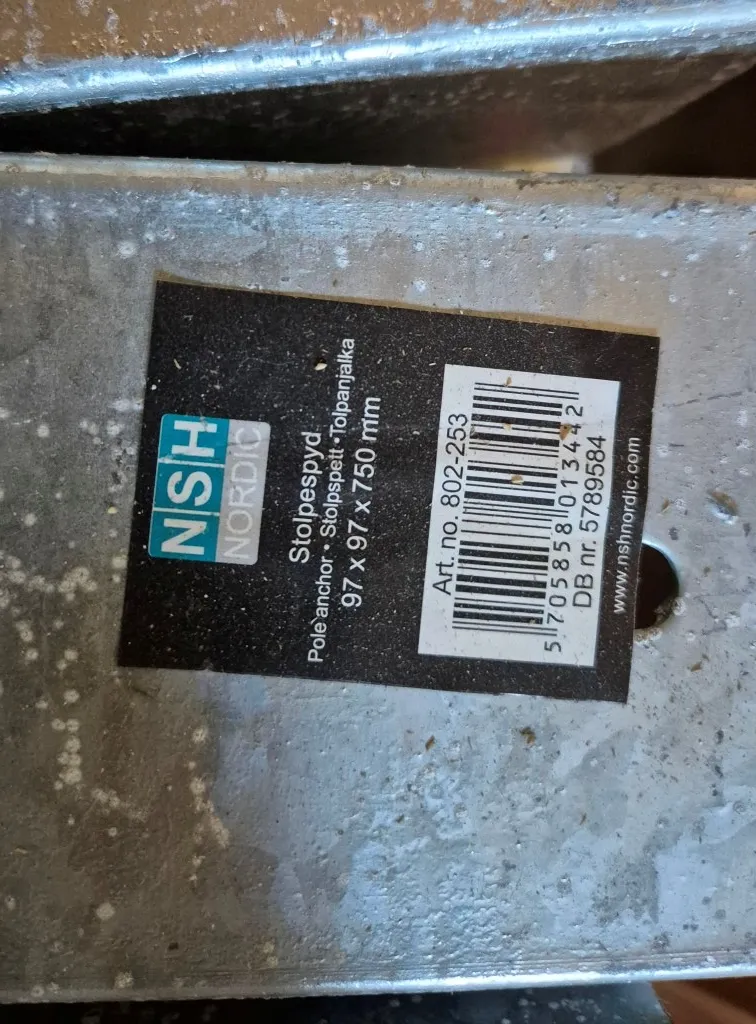 NSH
NORDIC
Stolpespyd
Pole anchor • Stolpspett • Tolpanjalka
97 x 97 x 750 mm
Art. no. 802-253
5 705858 013442
DB nr. 5789584
www.nshnordic.com